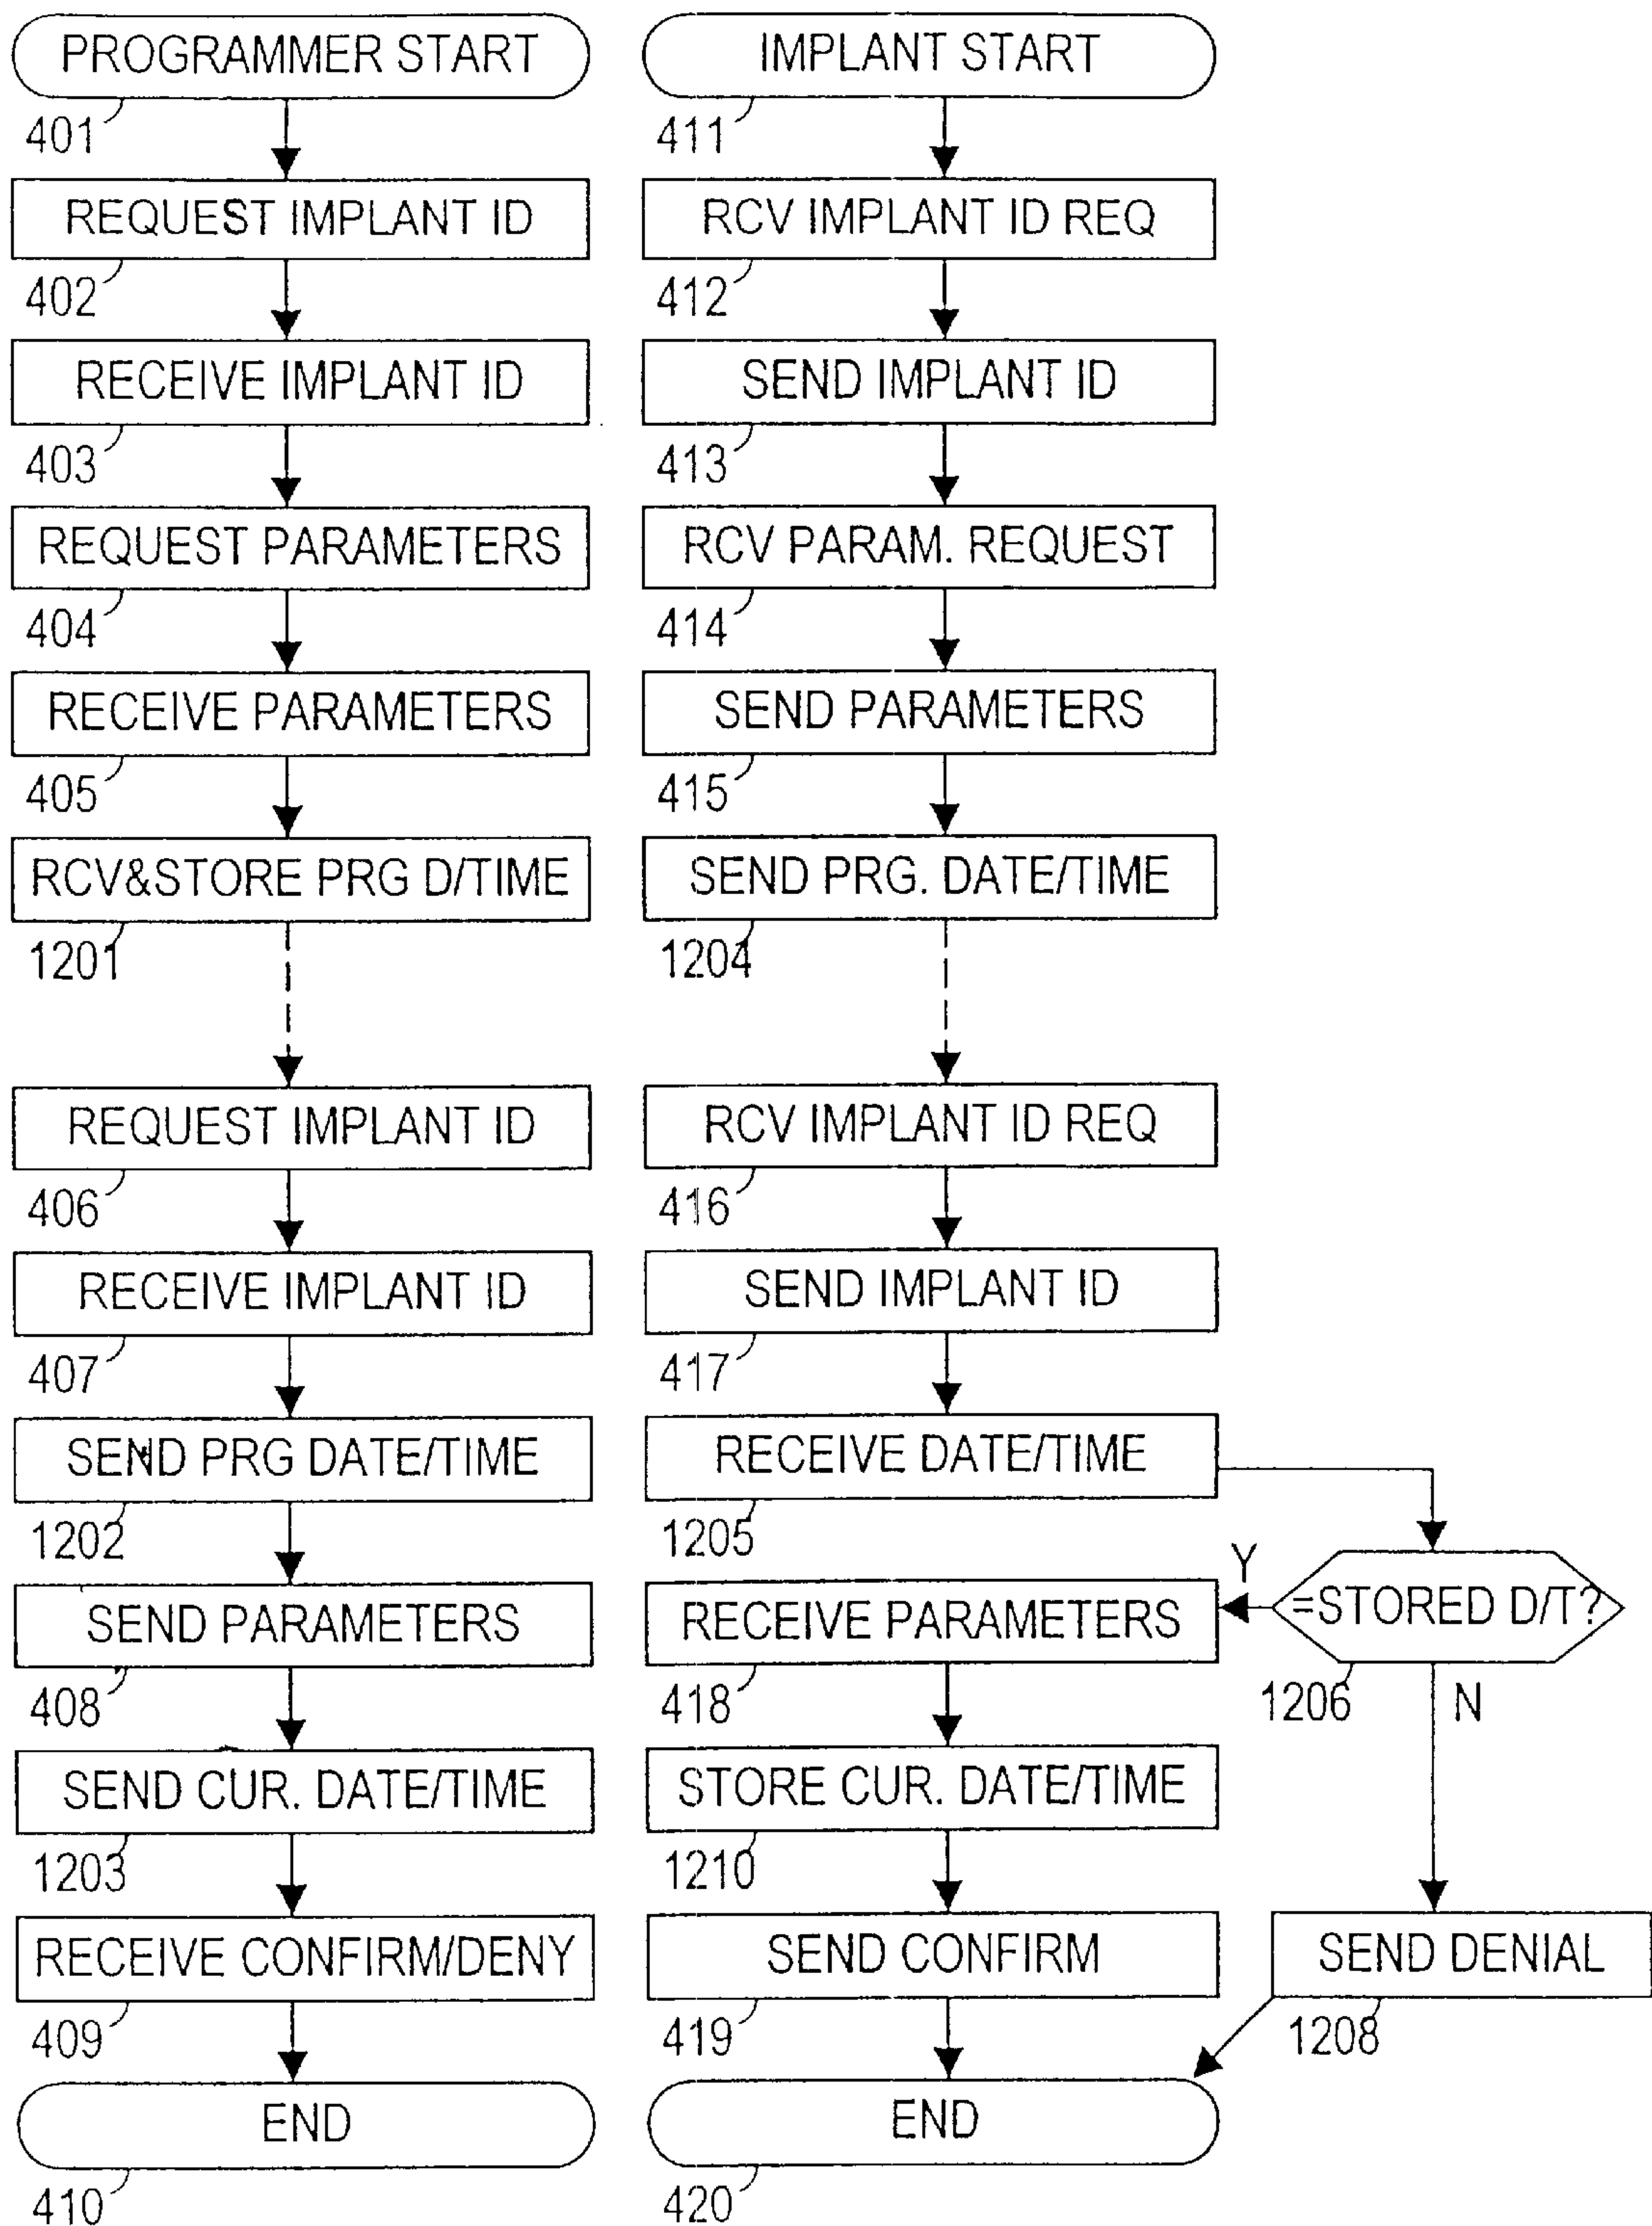 PROGRAMMER START
401
REQUEST IMPLANT ID
402
RECEIVE IMPLANT ID
403
REQUEST PARAMETERS
404
RECEIVE PARAMETERS
405
RCV&STORE PRG D/TIME
1201
REQUEST IMPLANT ID
406
RECEIVE IMPLANT ID
407
SEND PRG DATE/TIME
1202
SEND PARAMETERS
408
SEND CUR. DATE/TIME
1203
RECEIVE CONFIRM/DENY
409
END
410
IMPLANT START
411
RCV IMPLANT ID REQ
412
SEND IMPLANT ID
413
RCV PARAM. REQUEST
414
SEND PARAMETERS
415
SEND PRG. DATE/TIME
1204
RCV IMPLANT ID REQ
416
SEND IMPLANT ID
417
RECEIVE DATE/TIME
1205
=STORED D/T?
1206
Y
N
RECEIVE PARAMETERS
418
STORE CUR. DATE/TIME
1210
SEND CONFIRM
419
SEND DENIAL
1208
END
420